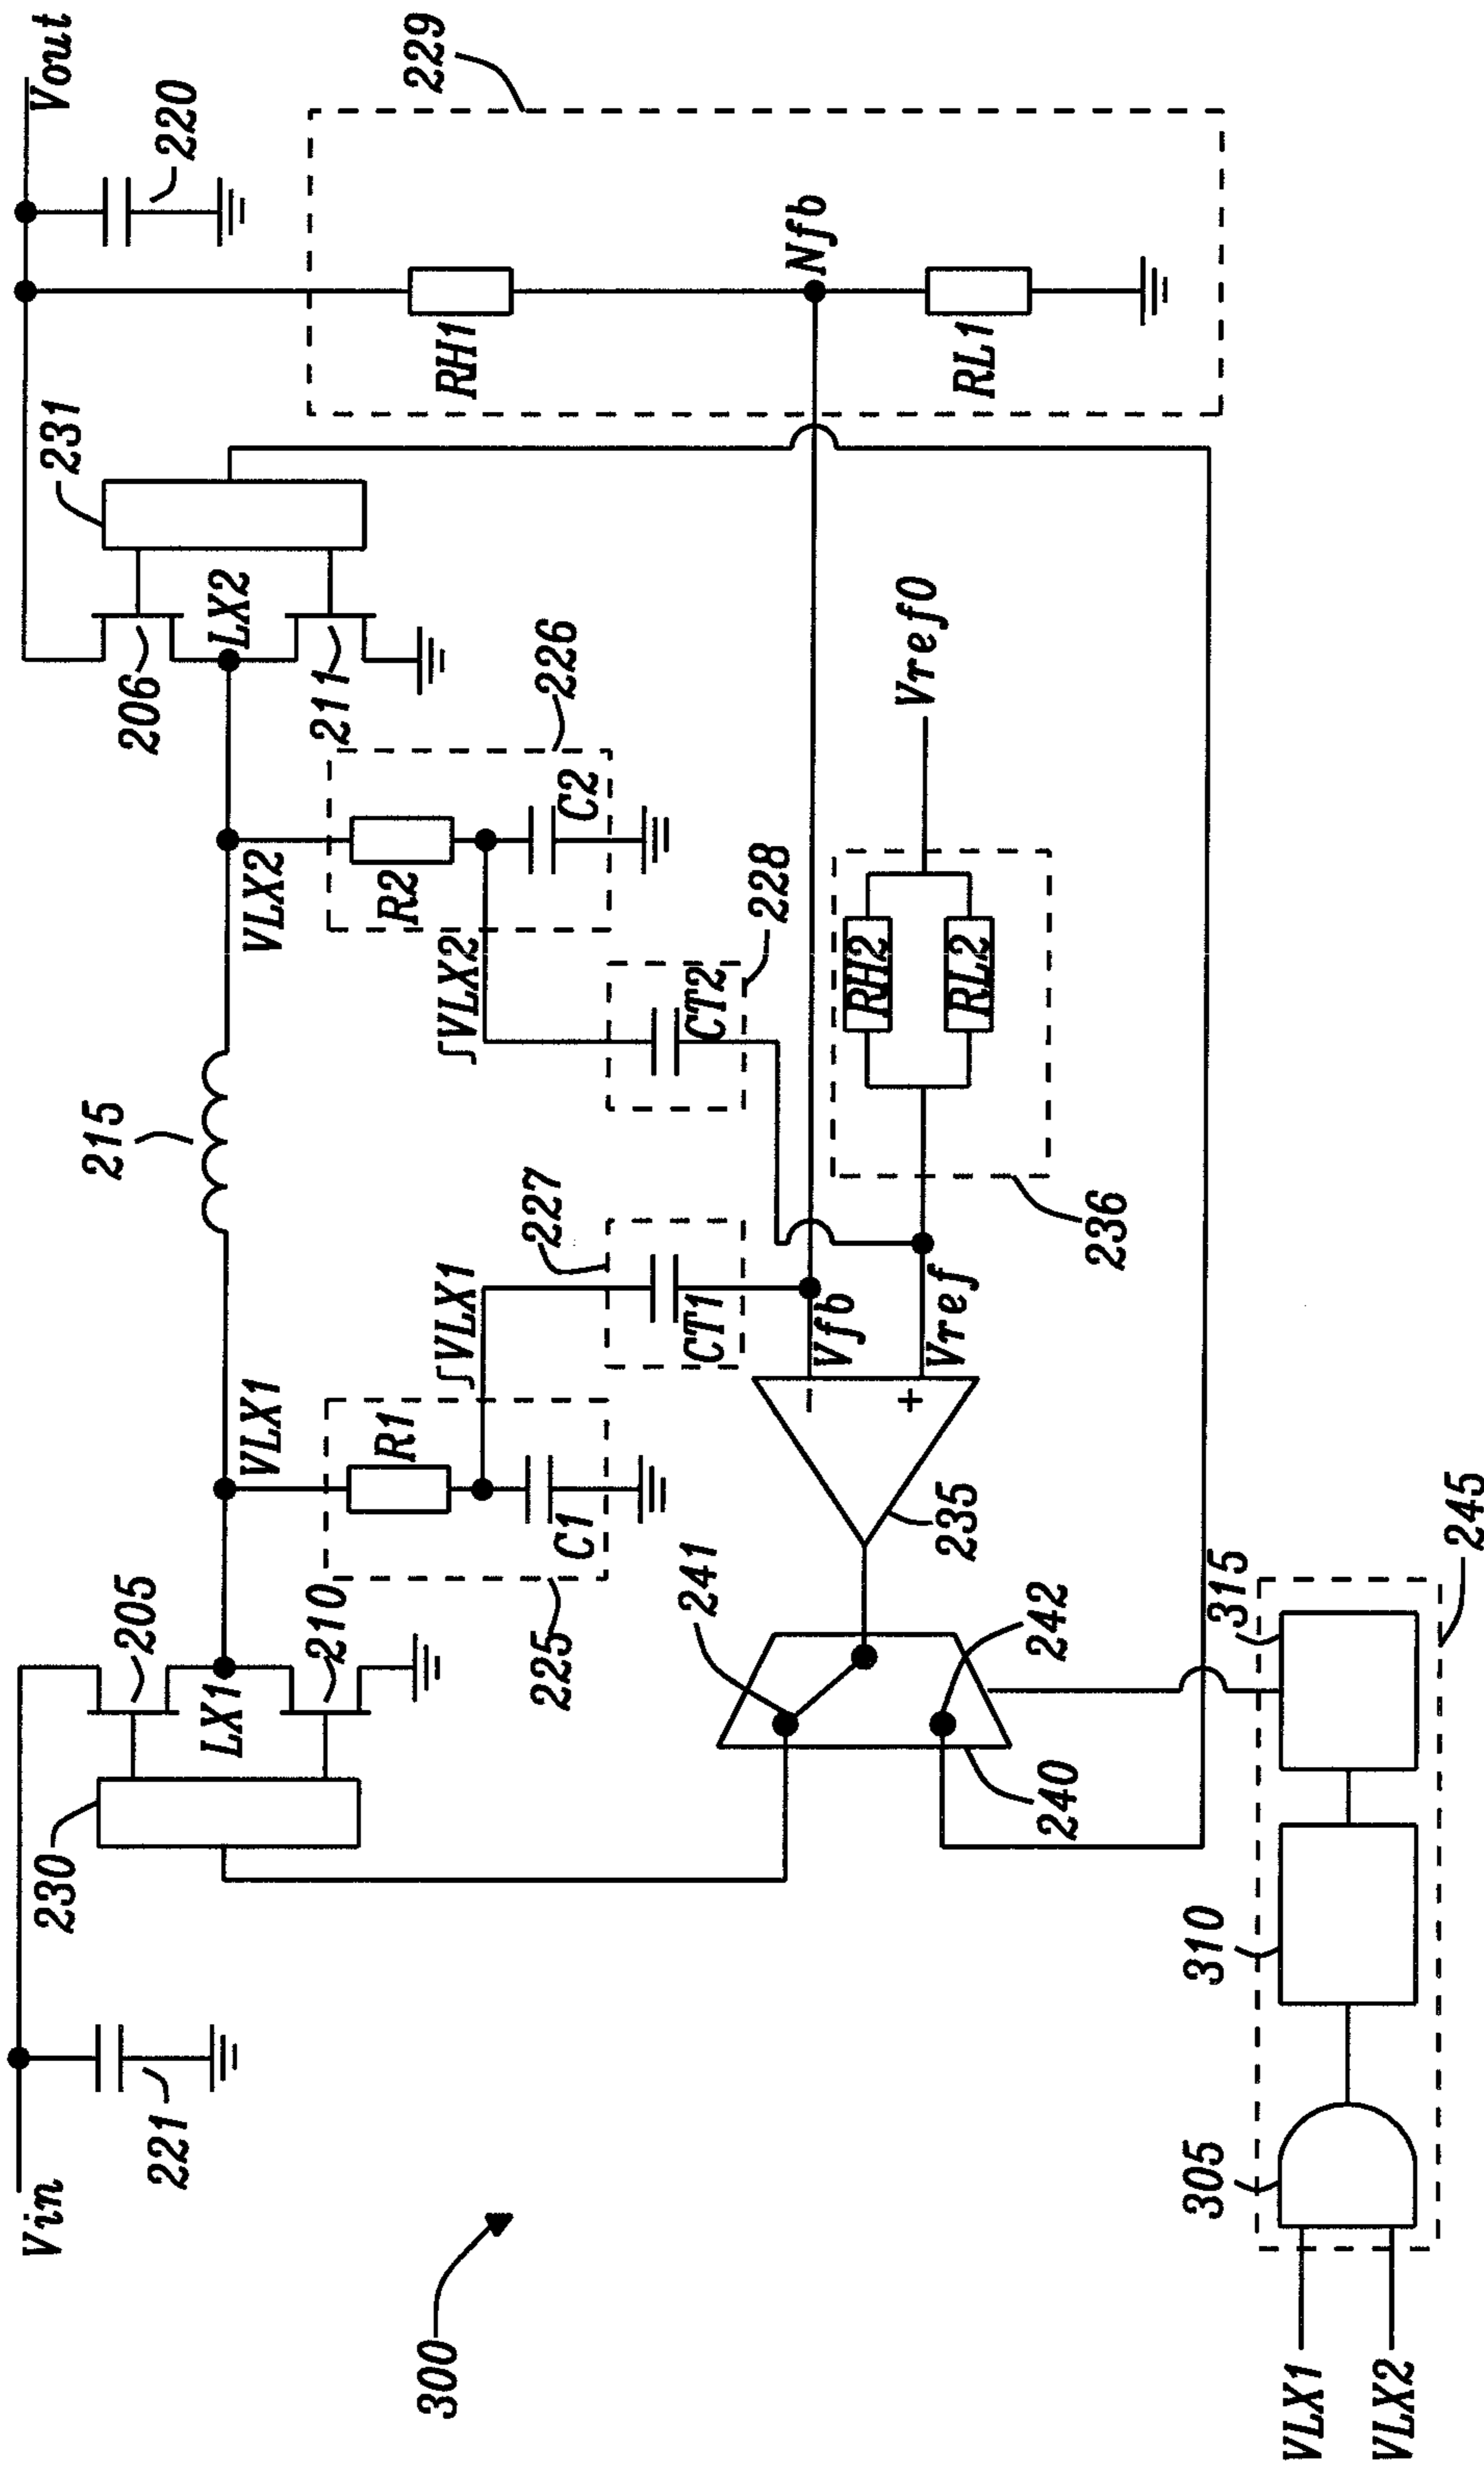 Vin
221
230
205
LX1
210
VLX1
R1
C1
225
∫VLX1
227
CT1
215
VLX2
R2
C2
226
∫VLX2
228
CT2
206
LX2
211
231
Vout
220
229
RH1
Nfb
RL1
Vref0
RH2
RL2
236
Vfb
Vref
-
+
235
241
242
240
300
VLX1
VLX2
305
310
315
245